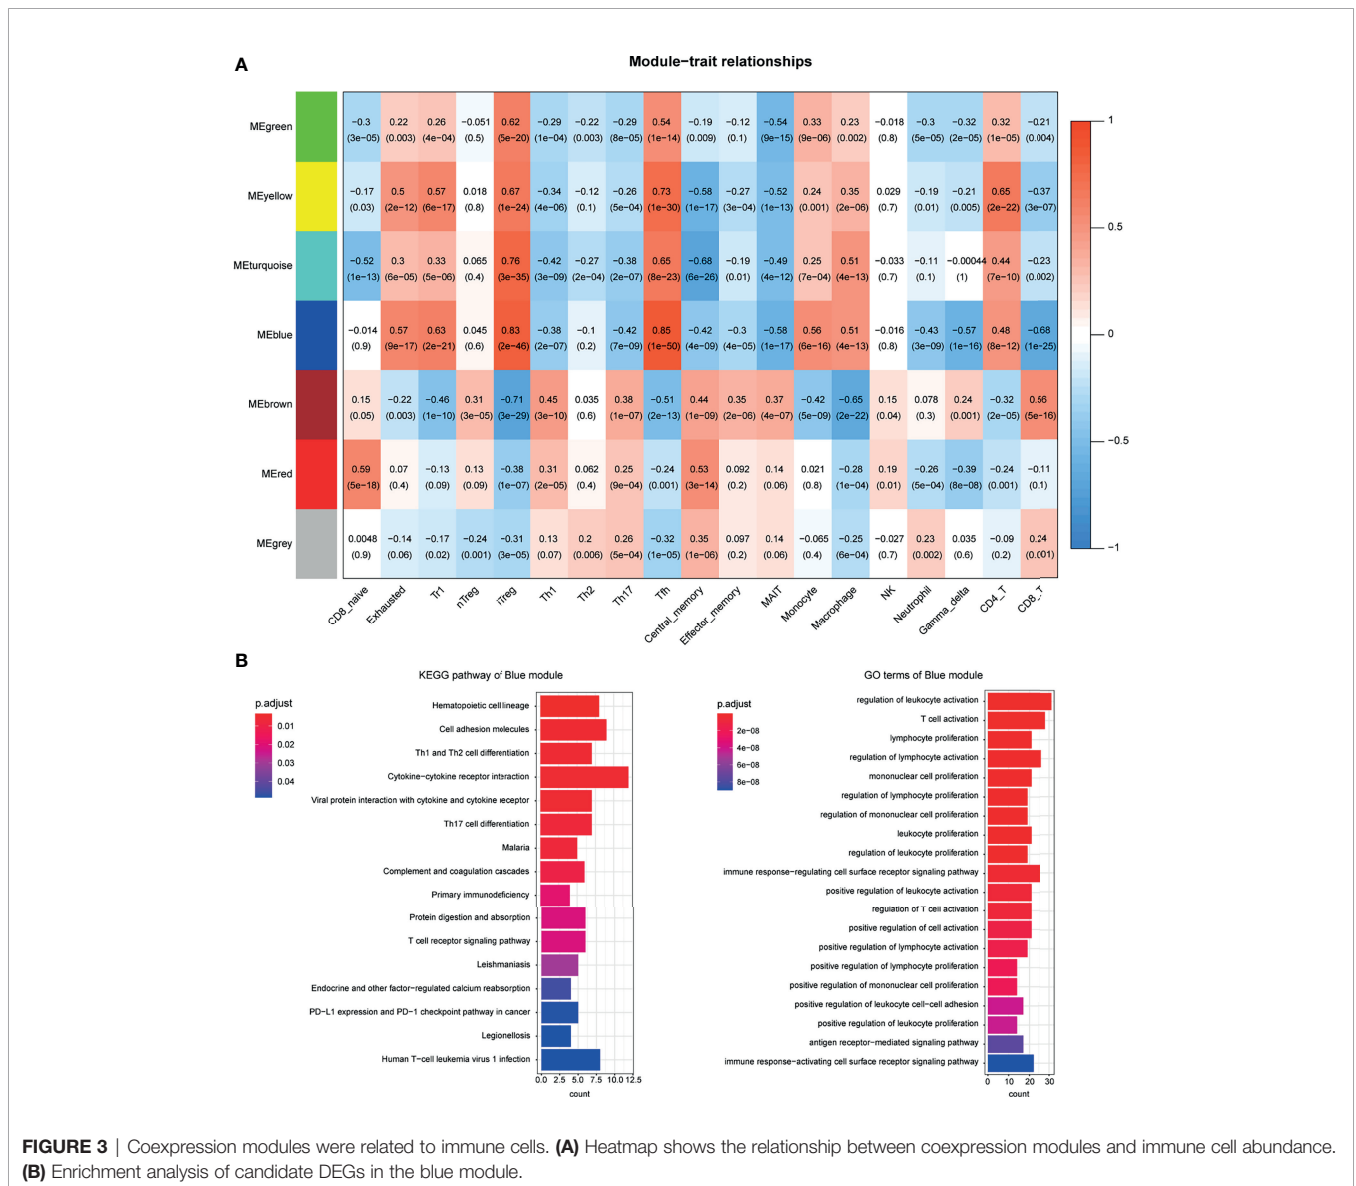 A
Module−trait relationships
MEgreen
−0.3 0.22 0.26 −0.051 0.62 −0.29 −0.22 −0.29 0.54 −0.19 −0.12 −0.54 0.33 0.23 −0.018 −0.3 −0.32 0.32 −0.21
(3e−05) (0.003) (4e−04) (0.5) (5e−20) (1e−04) (0.003) (8e−05) (1e−14) (0.009) (0.1) (9e−15) (9e−06) (0.002) (0.8) (5e−05) (2e−05) (1e−05) (0.004)
MEyellow
−0.17 0.5 0.57 0.018 0.67 −0.34 −0.12 −0.26 0.73 −0.58 −0.27 −0.52 0.24 0.35 0.029 −0.19 −0.21 0.65 −0.37
(0.03) (2e−12) (6e−17) (0.8) (1e−24) (4e−06) (0.1) (5e−04) (1e−30) (1e−17) (3e−04) (1e−13) (0.001) (2e−06) (0.7) (0.01) (0.005) (2e−22) (3e−07)
MEturquoise
−0.52 0.3 0.33 0.065 0.76 −0.42 −0.27 −0.38 0.65 −0.68 −0.19 −0.49 0.25 0.51 −0.033 −0.11 −0.00044 0.44 −0.23
(1e−13) (6e−05) (5e−06) (0.4) (3e−35) (3e−09) (2e−04) (2e−07) (8e−23) (6e−26) (0.01) (4e−12) (7e−04) (4e−13) (0.7) (0.1) (1) (7e−10) (0.002)
MEblue
−0.014 0.57 0.63 0.045 0.83 −0.38 −0.1 −0.42 0.85 −0.42 −0.3 −0.58 0.56 0.51 −0.016 −0.43 −0.57 0.48 −0.68
(0.9) (9e−17) (2e−21) (0.6) (2e−46) (2e−07) (0.2) (7e−09) (1e−50) (4e−09) (4e−05) (1e−17) (6e−16) (4e−13) (0.8) (3e−09) (1e−16) (8e−12) (1e−25)
MEbrown
0.15 −0.22 −0.46 0.31 −0.71 0.45 0.035 0.38 −0.51 0.44 0.35 0.37 −0.42 −0.65 0.15 0.078 0.24 −0.32 0.56
(0.05) (0.003) (1e−10) (3e−05) (3e−29) (3e−10) (0.6) (1e−07) (2e−13) (1e−09) (2e−06) (4e−07) (5e−09) (2e−22) (0.04) (0.3) (0.001) (2e−05) (5e−16)
MEred
0.59 0.07 −0.13 0.13 −0.38 0.31 0.062 0.25 −0.24 0.53 0.092 0.14 0.021 −0.28 0.19 −0.26 −0.39 −0.24 −0.11
(5e−18) (0.4) (0.09) (0.09) (1e−07) (2e−05) (0.4) (9e−04) (0.001) (3e−14) (0.2) (0.06) (0.8) (1e−04) (0.01) (5e−04) (8e−08) (0.001) (0.1)
MEgrey
0.0048 −0.14 −0.17 −0.24 −0.31 0.13 0.2 0.26 −0.32 0.35 0.097 0.14 −0.065 −0.25 −0.027 0.23 0.035 −0.09 0.24
(0.9) (0.06) (0.02) (0.001) (3e−05) (0.07) (0.006) (5e−04) (1e−05) (1e−06) (0.2) (0.06) (0.4) (6e−04) (0.7) (0.002) (0.6) (0.2) (0.001)
CD8_naive Exhausted Tr1 nTreg iTreg Th1 Th2 Th17 Tfh Central_memory Effector_memory MAIT Monocyte Macrophage NK Neutrophil Gamma_delta CD4_T CD8_T
1
0.5
0
−0.5
−1
B
KEGG pathway of Blue module
p.adjust
0.01
0.02
0.03
0.04
Hematopoietic cell lineage
Cell adhesion molecules
Th1 and Th2 cell differentiation
Cytokine−cytokine receptor interaction
Viral protein interaction with cytokine and cytokine receptor
Th17 cell differentiation
Malaria
Complement and coagulation cascades
Primary immunodeficiency
Protein digestion and absorption
T cell receptor signaling pathway
Leishmaniasis
Endocrine and other factor−regulated calcium reabsorption
PD−L1 expression and PD−1 checkpoint pathway in cancer
Legionellosis
Human T−cell leukemia virus 1 infection
0.0 2.5 5.0 7.5 10.0 12.5
count
GO terms of Blue module
p.adjust
2e−08
4e−08
6e−08
8e−08
regulation of leukocyte activation
T cell activation
lymphocyte proliferation
regulation of lymphocyte activation
mononuclear cell proliferation
regulation of lymphocyte proliferation
regulation of mononuclear cell proliferation
leukocyte proliferation
regulation of leukocyte proliferation
immune response−regulating cell surface receptor signaling pathway
positive regulation of leukocyte activation
regulation of T cell activation
positive regulation of cell activation
positive regulation of lymphocyte activation
positive regulation of lymphocyte proliferation
positive regulation of mononuclear cell proliferation
positive regulation of leukocyte cell−cell adhesion
positive regulation of leukocyte proliferation
antigen receptor−mediated signaling pathway
immune response−activating cell surface receptor signaling pathway
0 10 20 30
count
FIGURE 3 | Coexpression modules were related to immune cells. (A) Heatmap shows the relationship between coexpression modules and immune cell abundance.
(B) Enrichment analysis of candidate DEGs in the blue module.